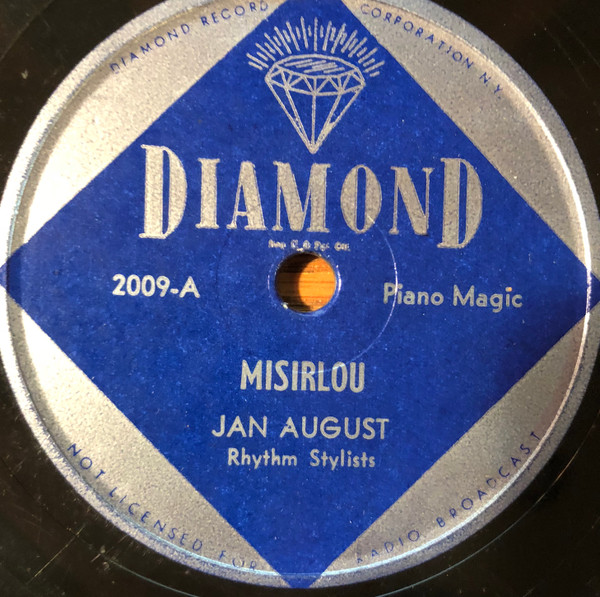 DIAMOND RECORD CORPORATION N.Y.
DIAMOND
2009-A
Piano Magic
MISIRLOU
JAN AUGUST
Rhythm Stylists
NOT LICENSED FOR RADIO BROADCAST